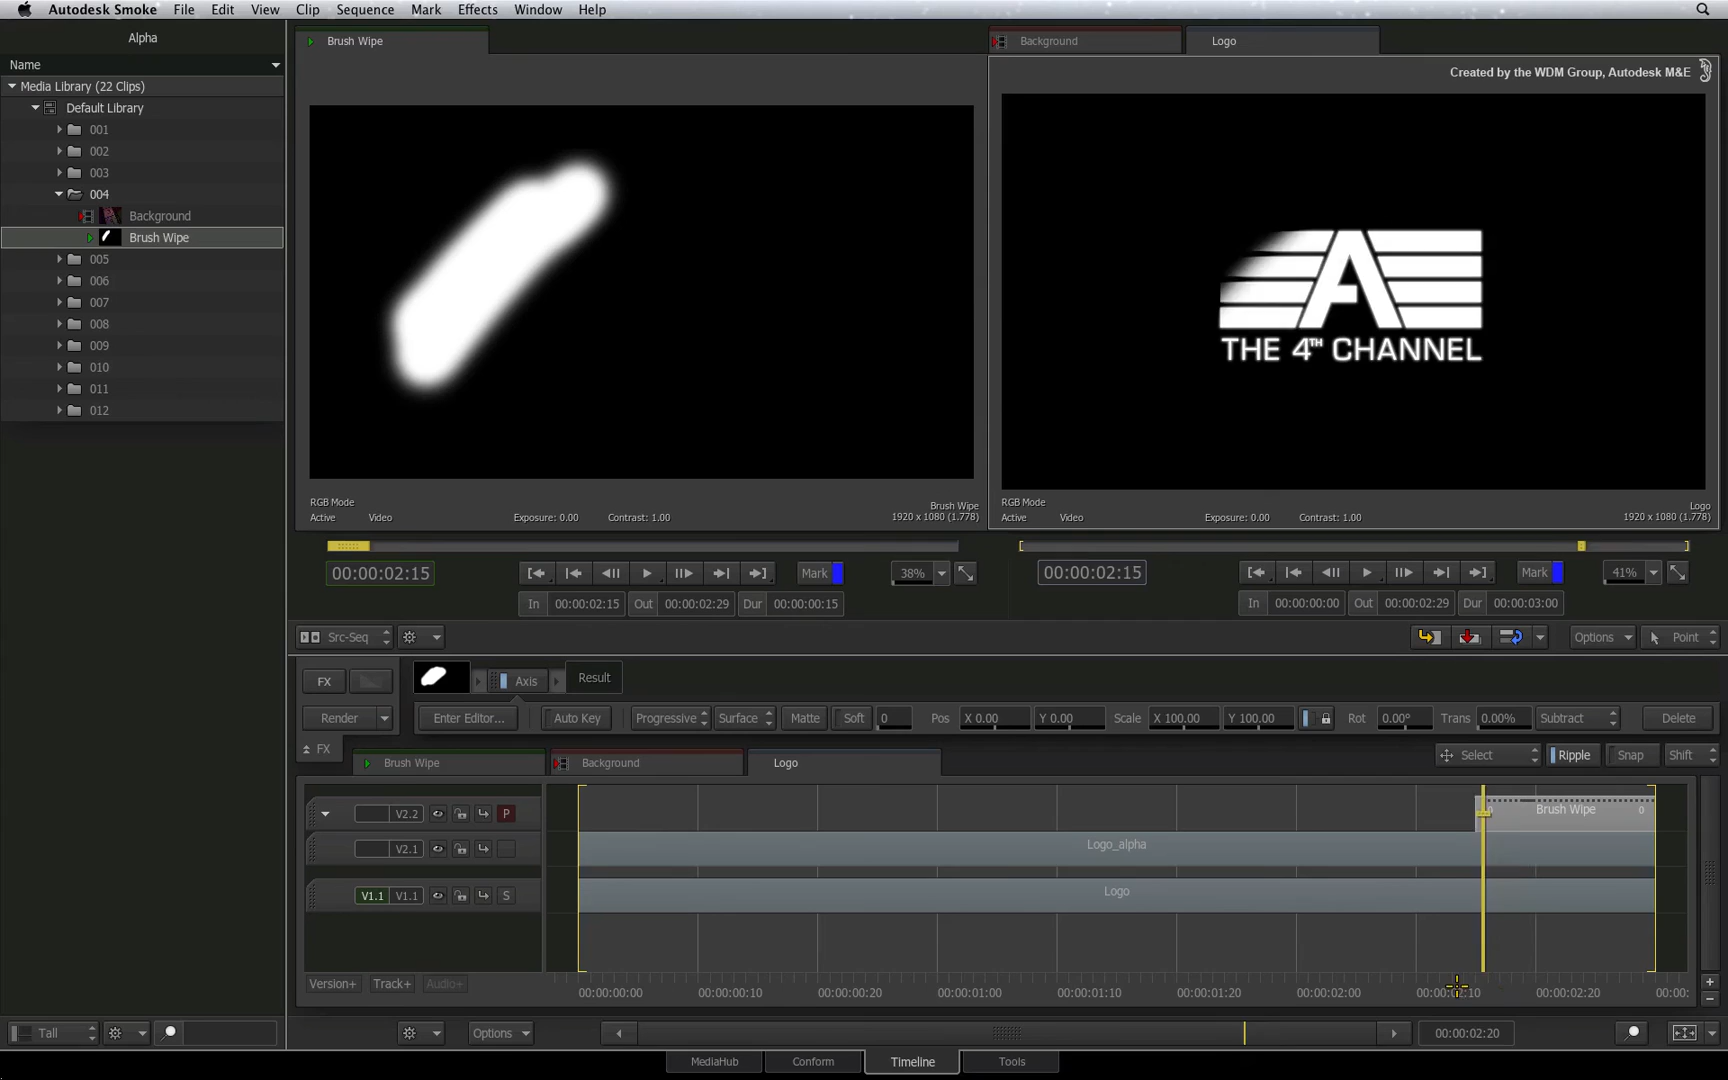 Autodesk Smoke File Edit View Clip Sequence Mark Effects Window Help
Alpha
Name
Media Library (22 Clips)
Default Library
001
002
003
004
Background
Brush Wipe
005
006
007
008
009
010
011
012
Tall
Brush Wipe
RGB Mode
Active Video Exposure: 0.00 Contrast: 1.00
Brush Wipe
1920 x 1080 (1.778)
Background Logo
Created by the WDM Group, Autodesk M&E
A
THE 4TH CHANNEL
RGB Mode
Active Video Exposure: 0.00 Contrast: 1.00
Logo
1920 x 1080 (1.778)
00:00:02:15 Mark 38%
In 00:00:02:15 Out 00:00:02:29 Dur 00:00:00:15
00:00:02:15 Mark 41%
In 00:00:00:00 Out 00:00:02:29 Dur 00:00:03:00
Src-Seq Options Point
FX Axis Result
Render Enter Editor... Auto Key Progressive Surface Matte Soft 0 Pos X 0.00 Y 0.00 Scale X 100.00 Y 100.00 Rot 0.00° Trans 0.00% Subtract Delete
FX Brush Wipe Background Logo Select Ripple Snap Shift
V2.2 P Brush Wipe 0
V2.1 Logo_alpha
V1.1 V1.1 S Logo
Version+ Track+ Audio+
00:00:00:00 00:00:00:10 00:00:00:20 00:00:01:00 00:00:01:10 00:00:01:20 00:00:02:00 00:00:02:10 00:00:02:20 00:00:
Options 00:00:02:20
MediaHub Conform Timeline Tools